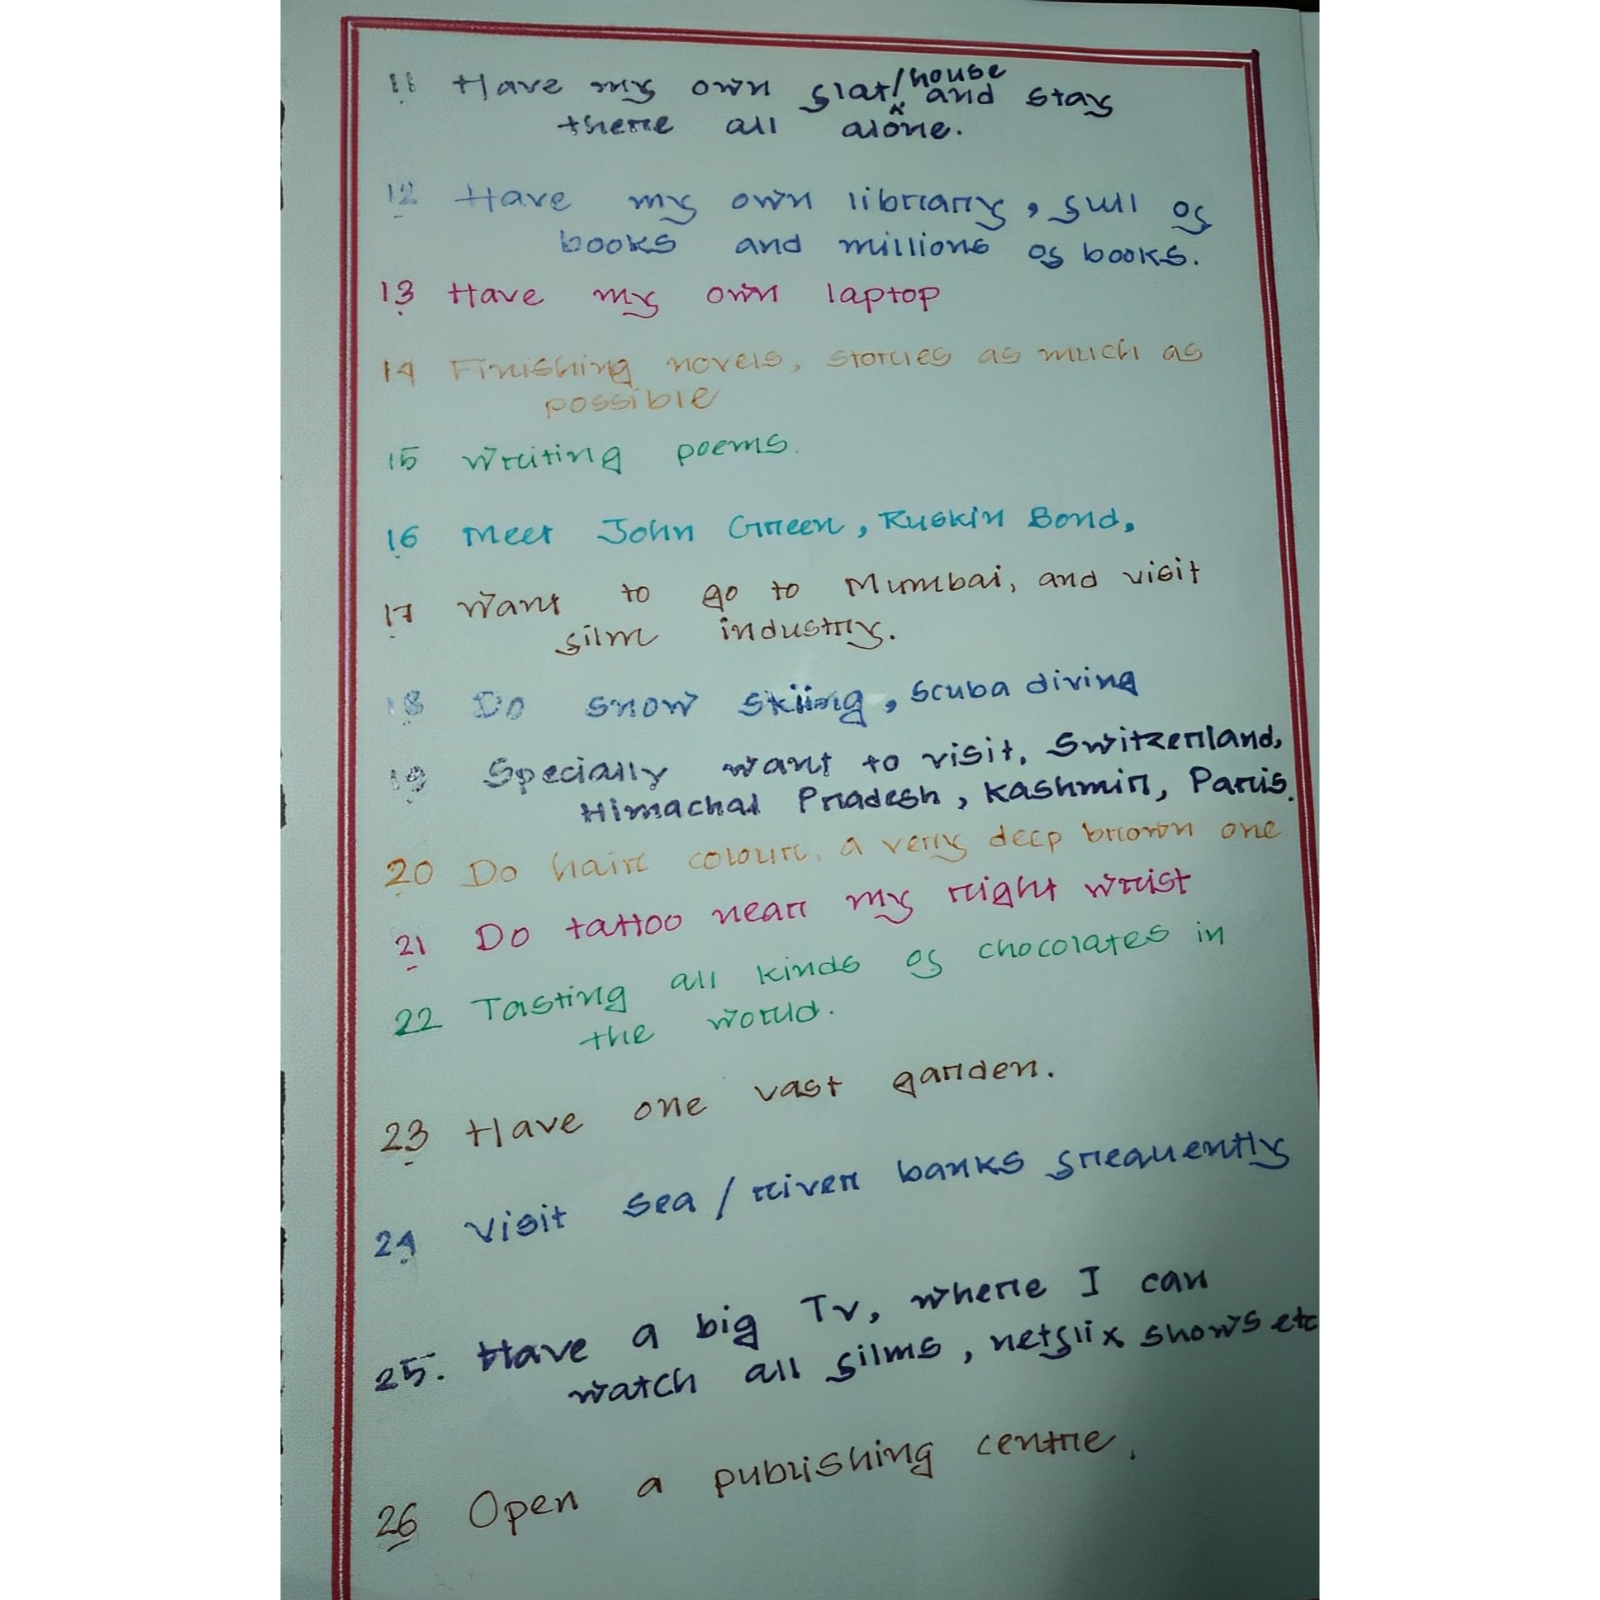 11 Have my own flat/house and stay
there all alone.
12 Have my own library, full of
books and millions of books.
13 Have my own laptop
14 Finishing novels, stories as much as
possible
15 Writing poems.
16 Meet John Green, Ruskin Bond,
17 Want to go to Mumbai, and visit
film industry.
18 Do snow skiing, scuba diving
19 Specially want to visit, Switzerland,
Himachal Pradesh, Kashmir, Paris.
20 Do hair colour, a very deep brown one
21 Do tattoo near my right wrist
22 Tasting all kinds of chocolates in
the world.
23 Have one vast garden.
24 Visit sea / river banks frequently
25. Have a big TV, where I can
watch all films, netflix shows etc
26 Open a publishing centre.